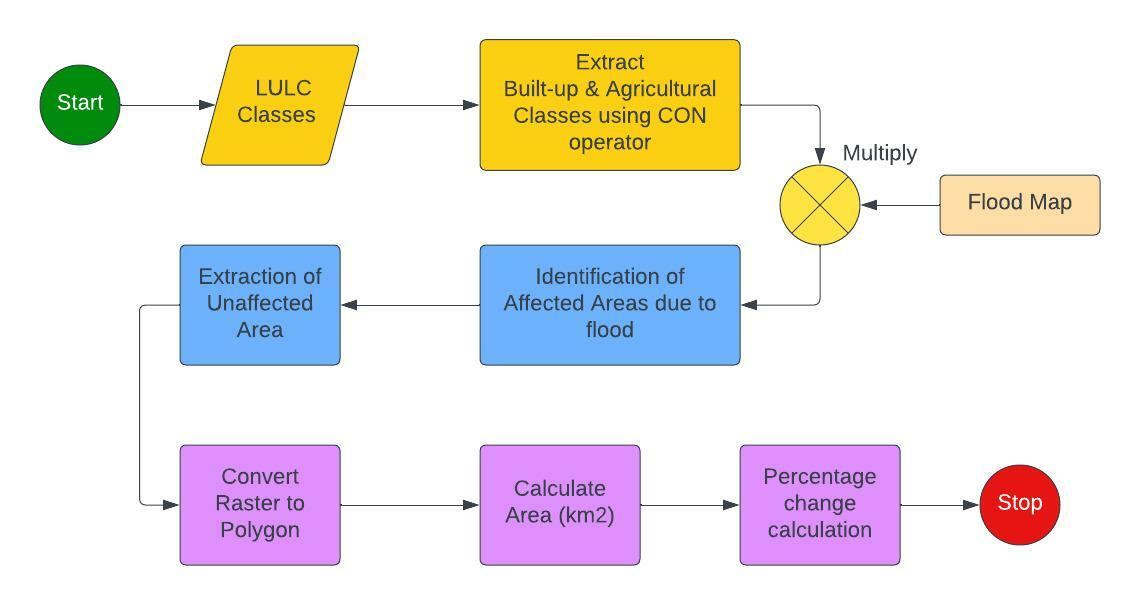 Start
LULC
Classes
Extract
Built-up & Agricultural
Classes using CON
operator
Multiply
Flood Map
Identification of
Affected Areas due to
flood
Extraction of
Unaffected
Area
Convert
Raster to
Polygon
Calculate
Area (km2)
Percentage
change
calculation
Stop